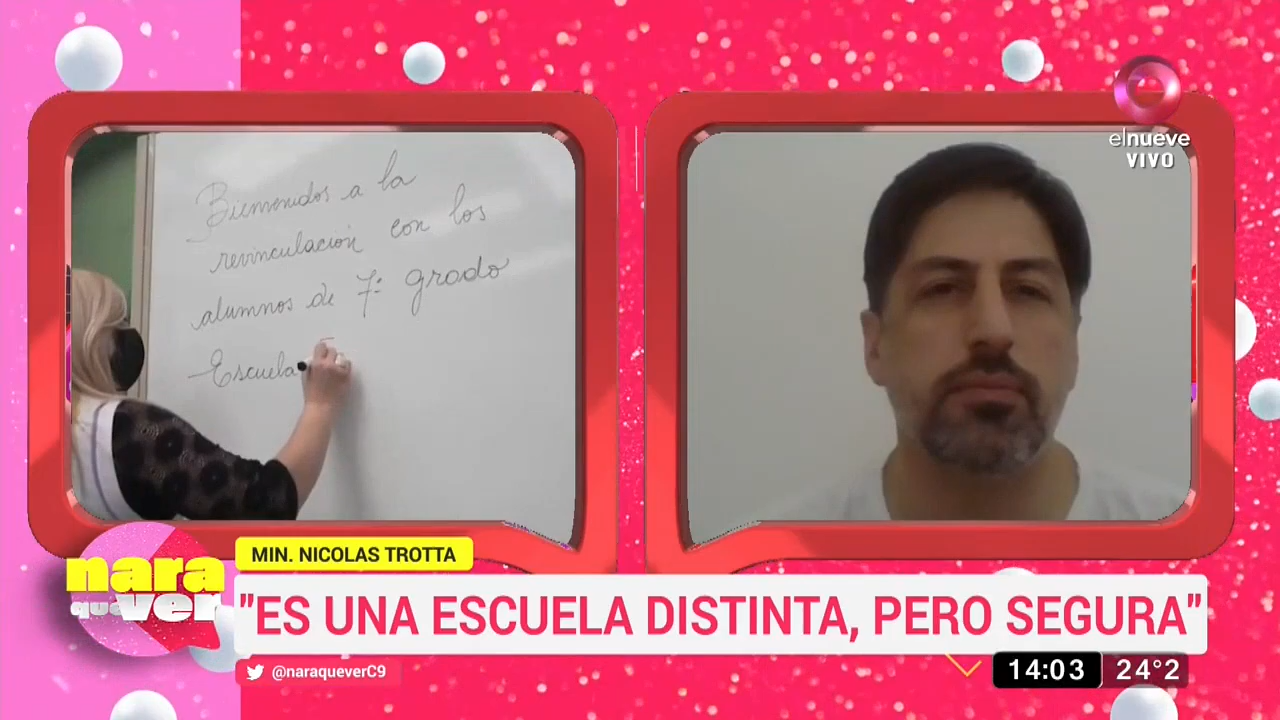 elnueve
VIVO
Bienvenidos a la
revinculación con los
alumnos de 7º grado
Escuela
MIN. NICOLAS TROTTA
nara
que ver
"ES UNA ESCUELA DISTINTA, PERO SEGURA"
@naraqueverC9
14:03 24°2